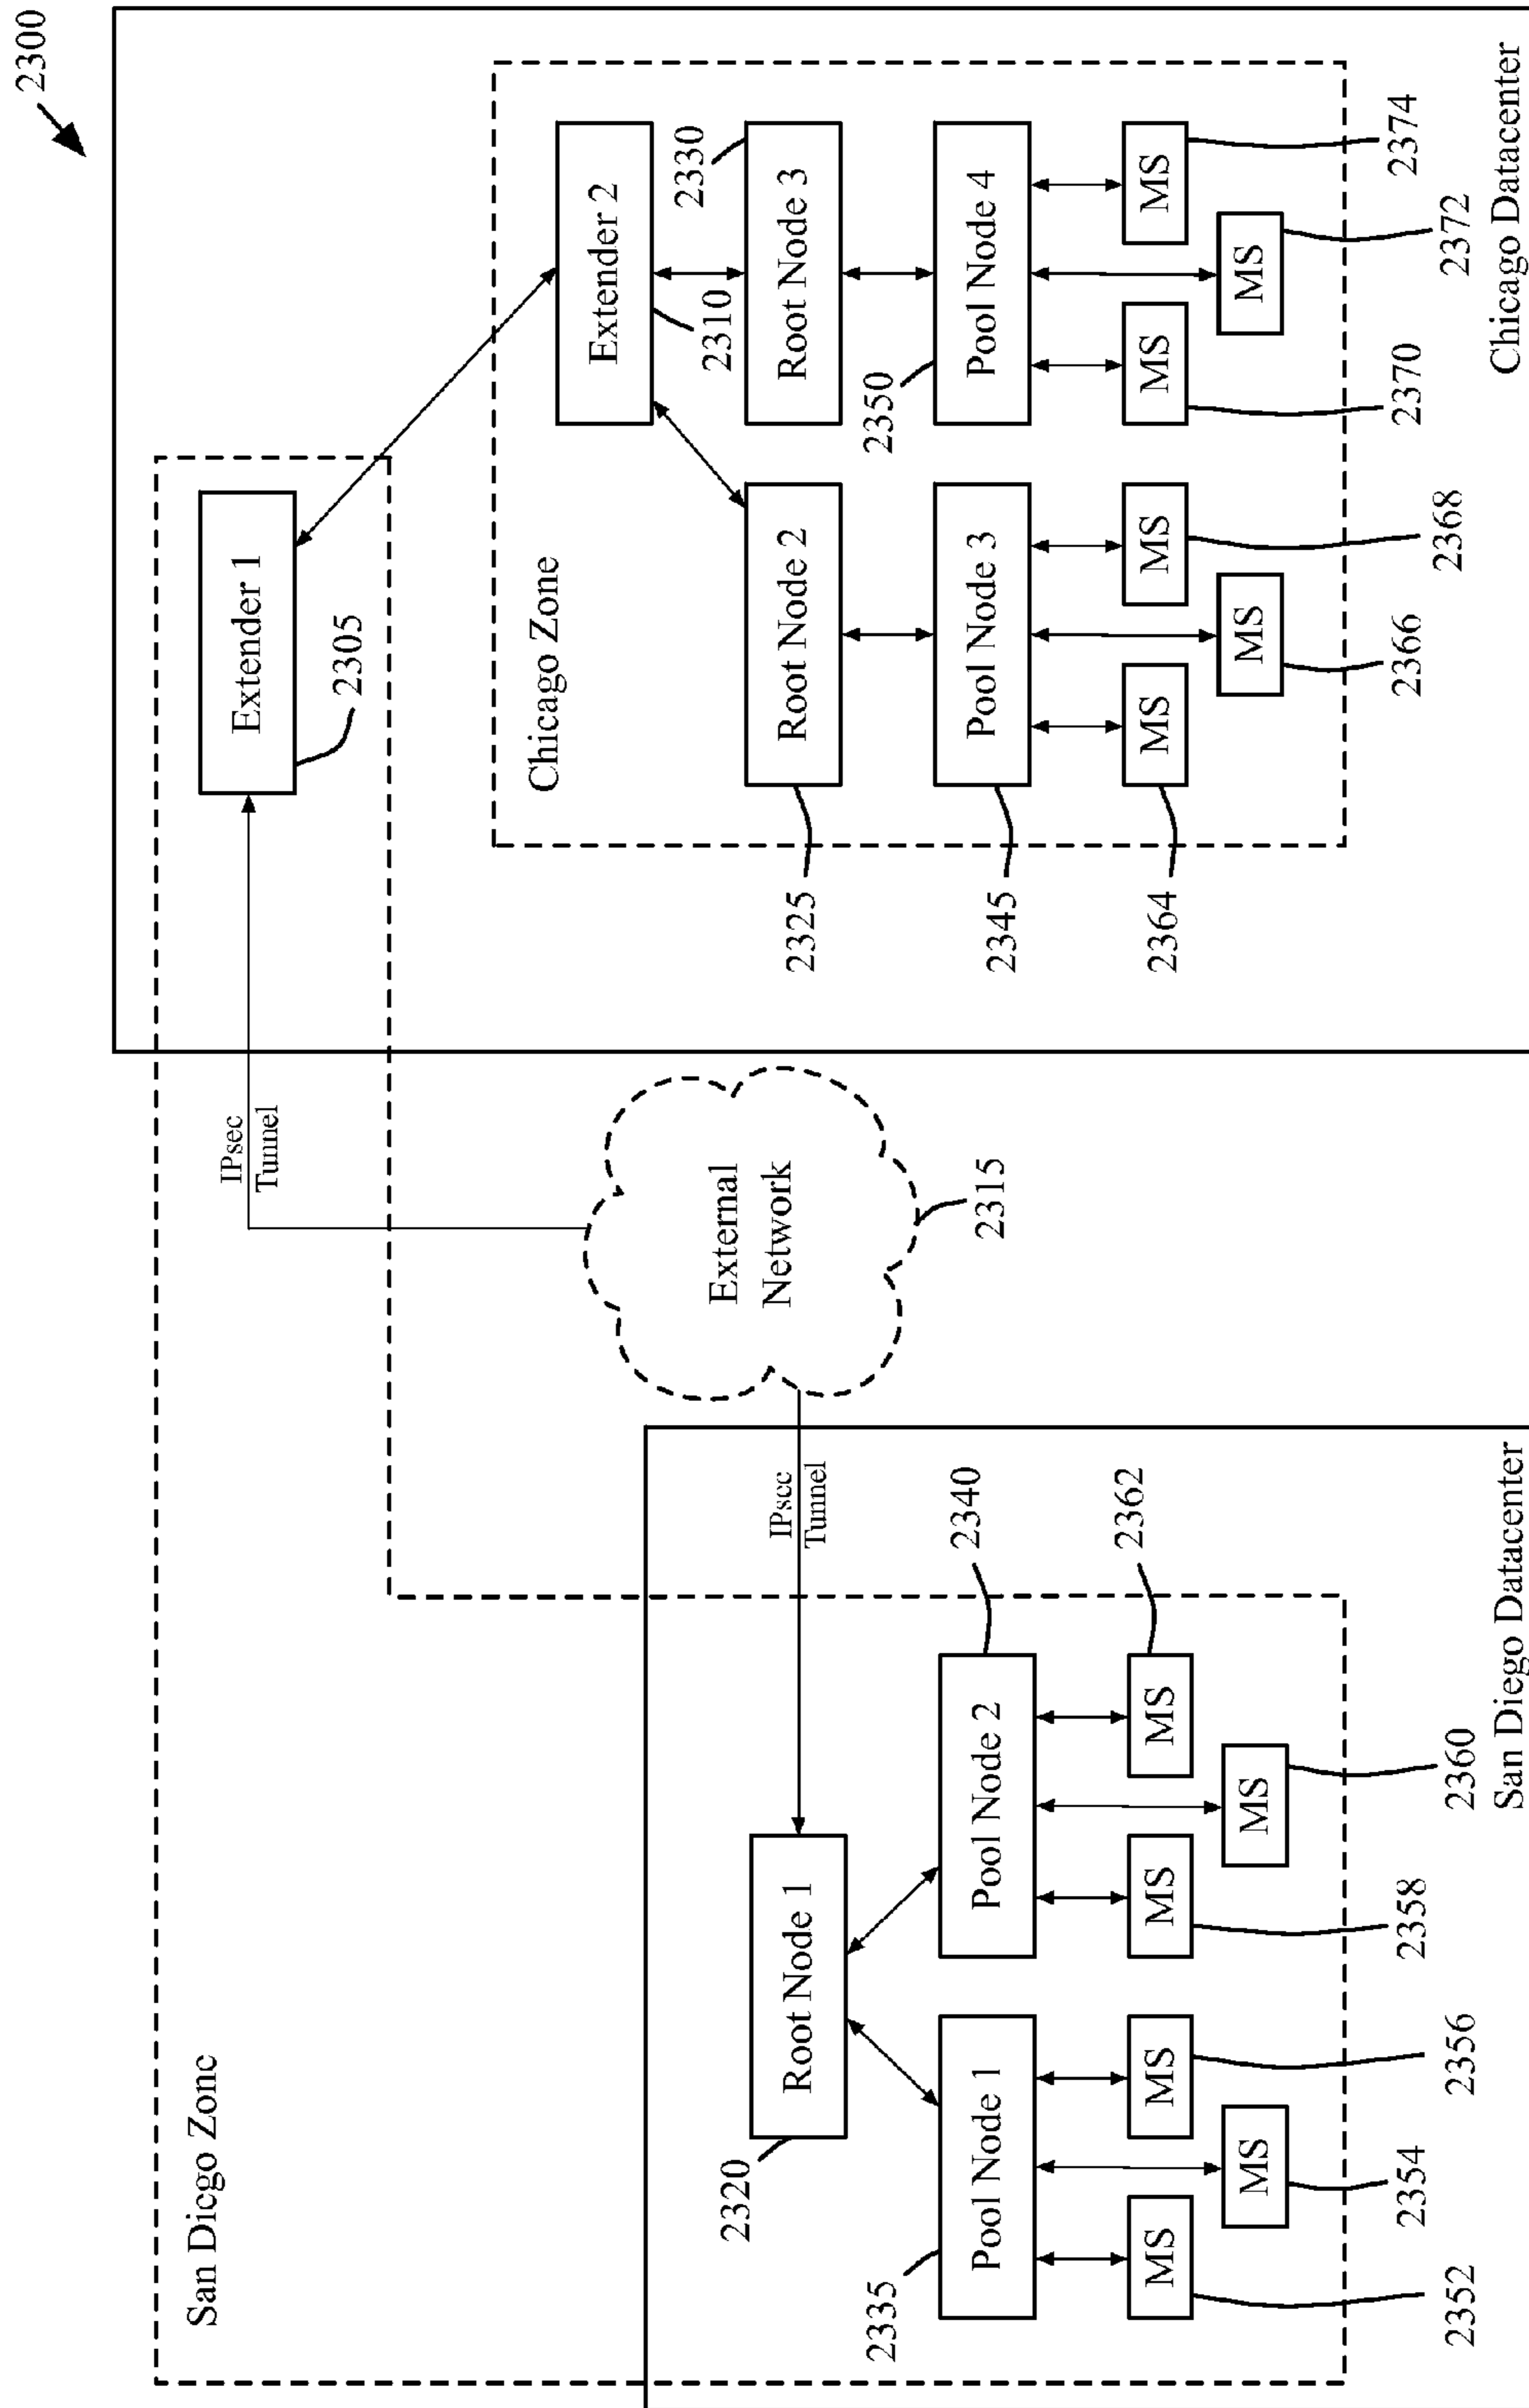 2300
San Diego Zone
IPsec
Tunnel
Extender 1
2305
Chicago Zone
Extender 2
2310
2330
External
Network
2315
IPsec
Tunnel
Root Node 1
2320
Root Node 2
2325
Root Node 3
2335
Pool Node 1
Pool Node 2
2340
Pool Node 3
2345
2350
Pool Node 4
MS
MS
MS
MS
MS
2362
2364
MS
MS
MS
MS
MS
MS
MS
2352
2354
2356
2358
2360
2366
2368
2370
2372
2374
San Diego Datacenter
Chicago Datacenter